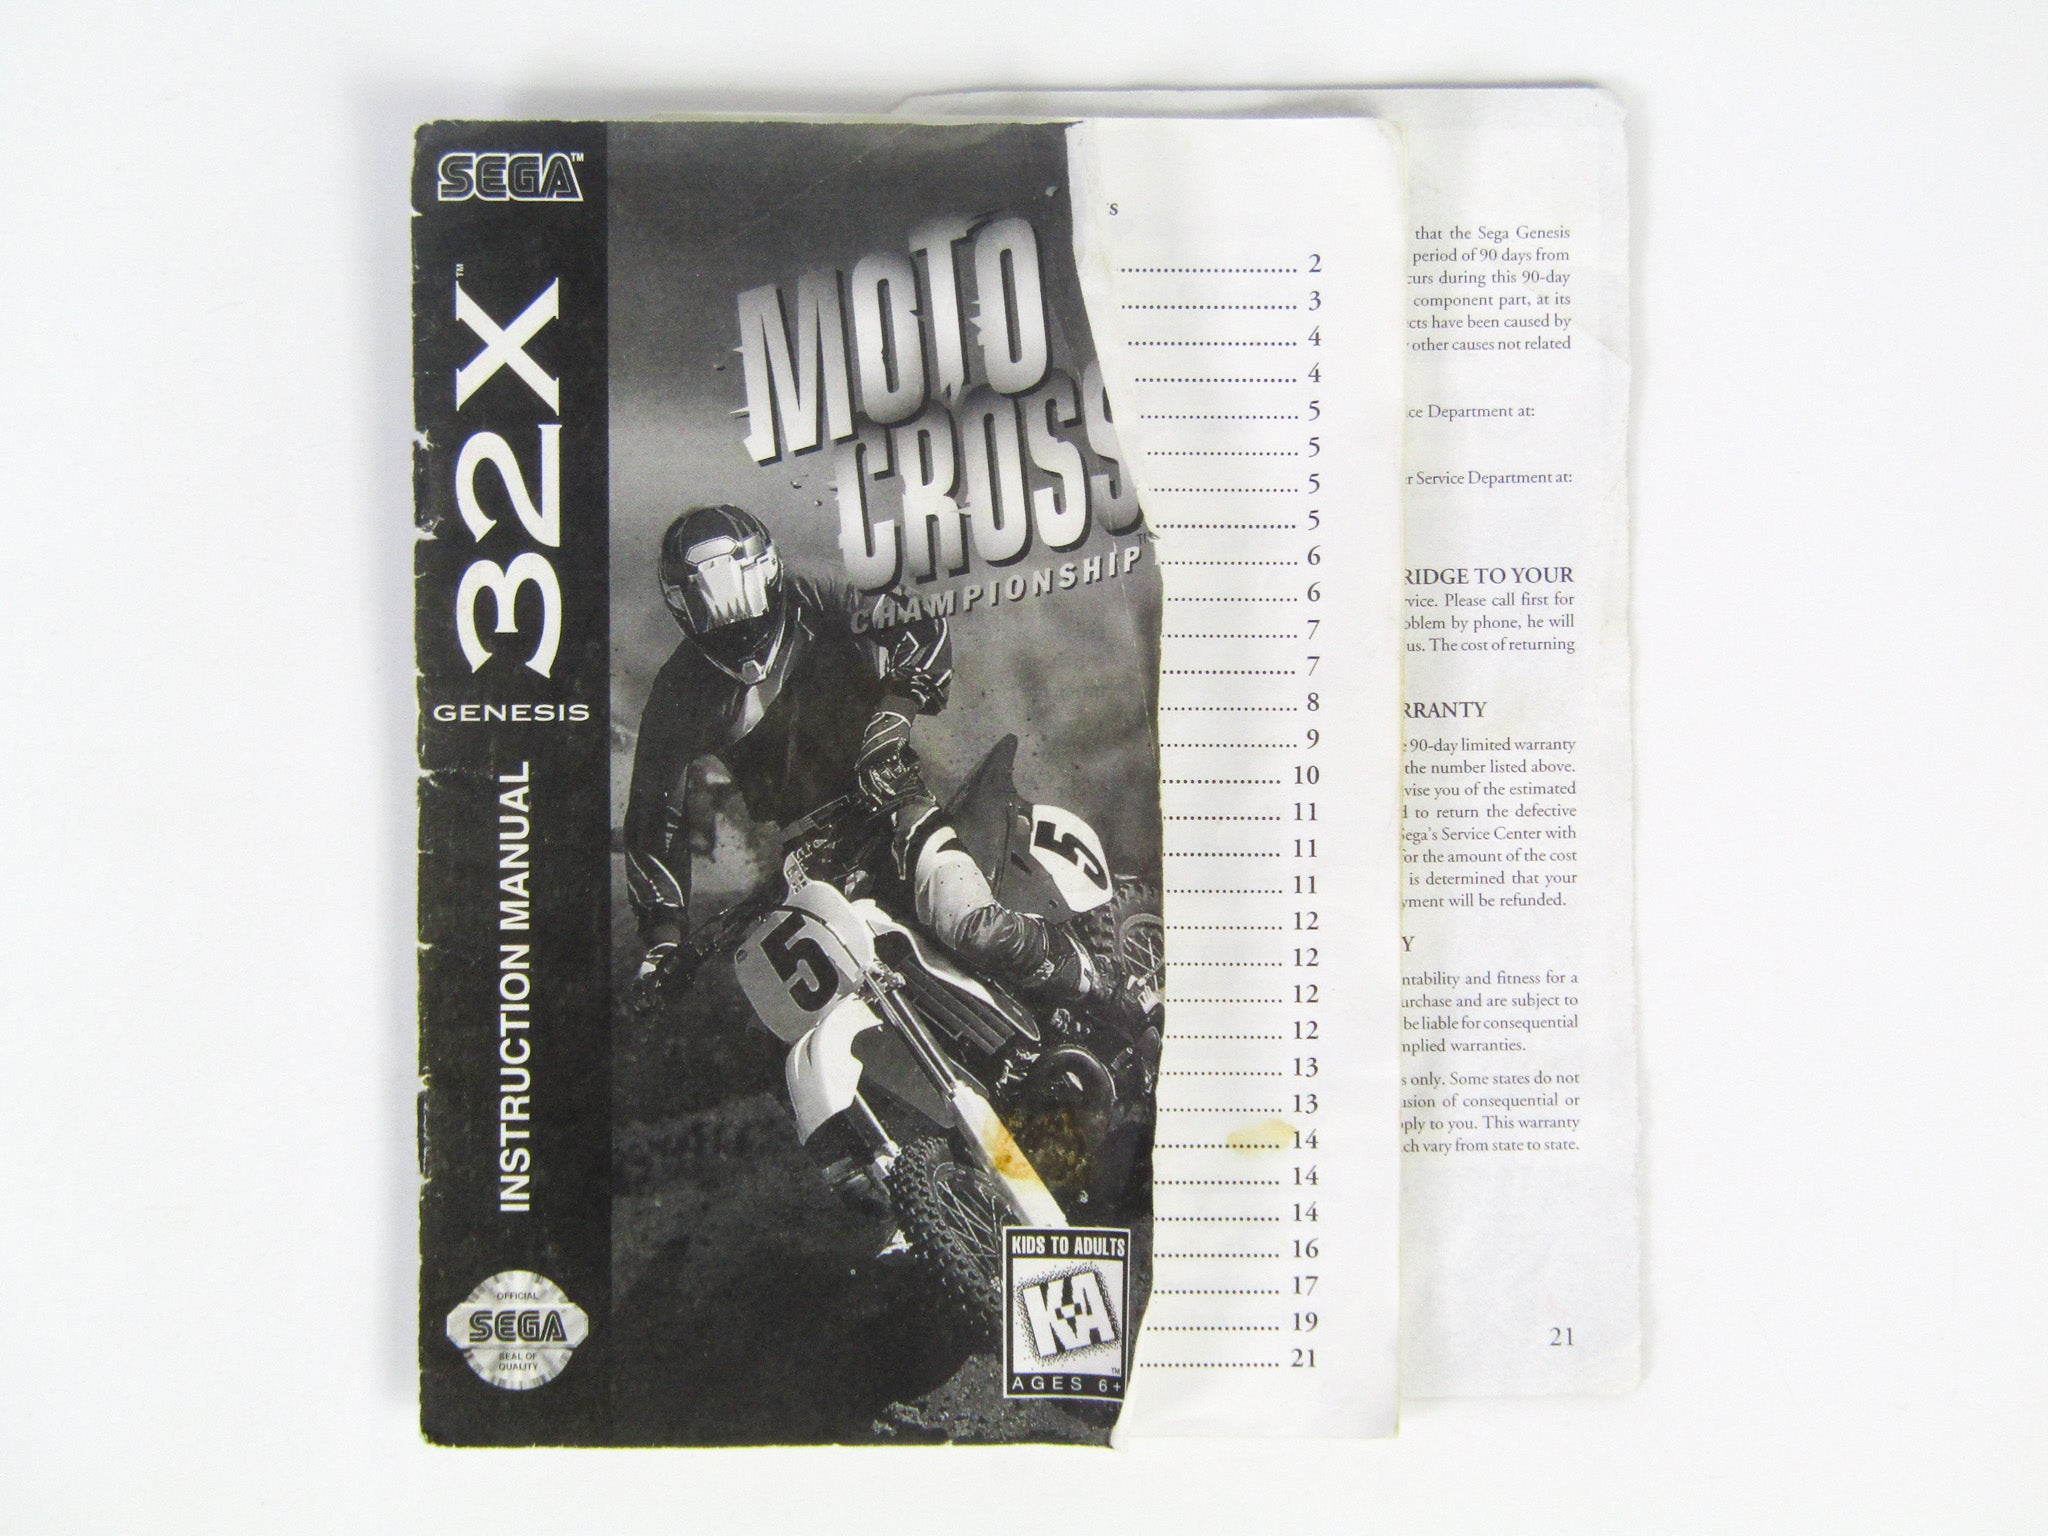 SEGA™
GENESIS 32X™
INSTRUCTION MANUAL
OFFICIAL
SEGA
SEAL OF
QUALITY
MOTO
CROSS
™
CHAMPIONSHIP
5
5
KIDS TO ADULTS
K-A
™
AGES 6+
s
.......................... 2
.......................... 3
.......................... 4
........................ 4
....................... 5
...................... 5
...................... 5
..................... 5
..................... 6
..................... 6
.................... 7
.................... 7
.................... 8
.................... 9
.................. 10
.................. 11
.................. 11
.................. 11
.................. 12
.................. 12
.................. 12
.................. 12
.................. 13
.................. 13
.................. 14
.................. 14
.................. 14
.................. 16
.................. 17
................... 19
.................... 21
that the Sega Genesis
period of 90 days from
curs during this 90-day
component part, at its
cts have been caused by
other causes not related
ce Department at:
r Service Department at:
RIDGE TO YOUR
vice. Please call first for
oblem by phone, he will
us. The cost of returning
RRANTY
90-day limited warranty
the number listed above.
vise you of the estimated
d to return the defective
Sega's Service Center with
for the amount of the cost
is determined that your
yment will be refunded.
Y
ntability and fitness for a
urchase and are subject to
be liable for consequential
mplied warranties.
s only. Some states do not
usion of consequential or
pply to you. This warranty
ch vary from state to state.
21